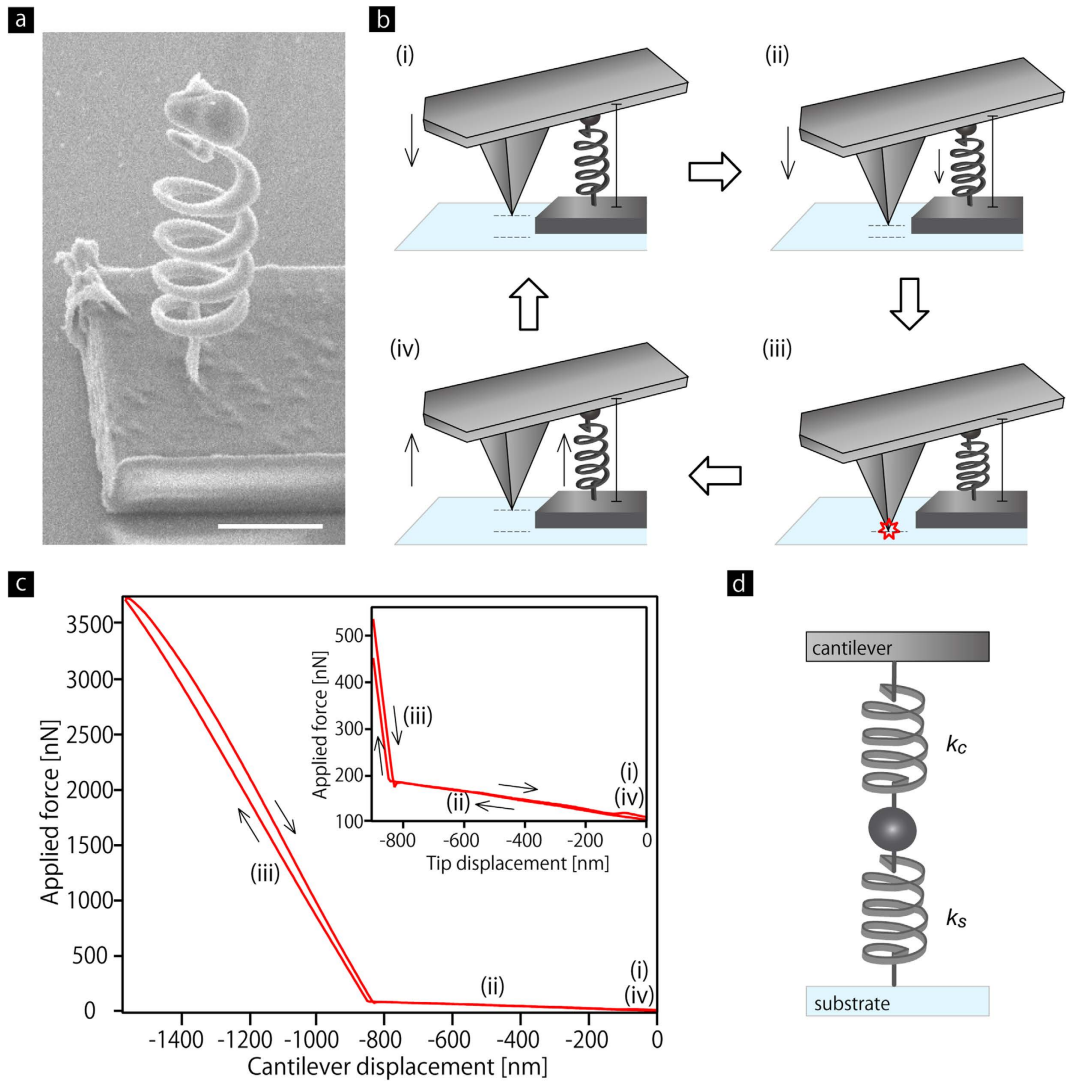 a
b
(i)
(ii)
(iv)
(iii)
c
Applied force [nN]
3500
3000
2500
2000
1500
1000
500
0
-1400
-1200
-1000
-800
-600
-400
-200
0
Cantilever displacement [nm]
(iii)
(ii)
(i)
(iv)
Applied force [nN]
500
400
300
200
100
-800
-600
-400
-200
0
Tip displacement [nm]
(iii)
(ii)
(i)
(iv)
d
cantilever
kc
ks
substrate